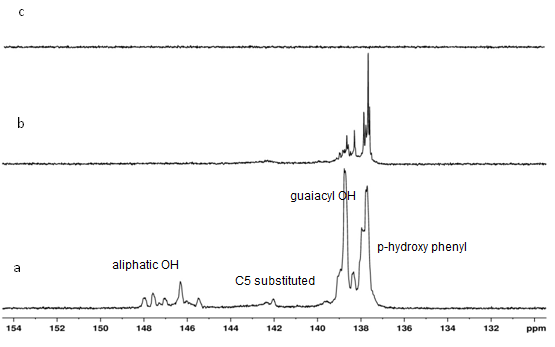 c
b
guaiacyl OH
p-hydroxy phenyl
aliphatic OH
C5 substituted
a
154 152 150 148 146 144 142 140 138 136 134 132 ppm